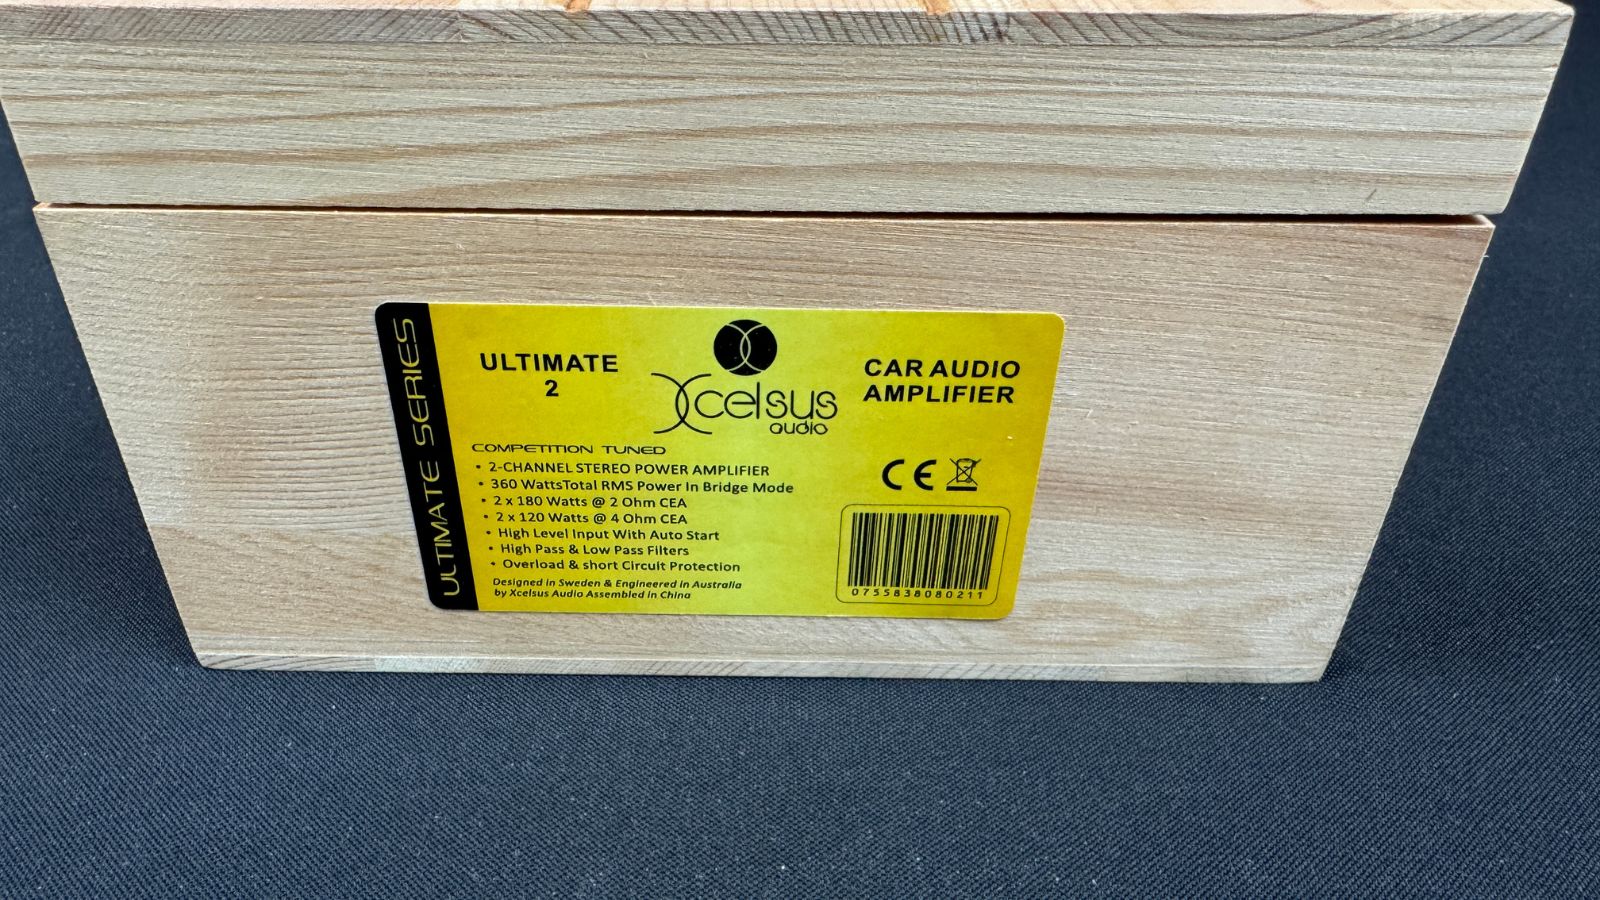 ULTIMATE SERIES
ULTIMATE
2
Xcelsus
audio
CAR AUDIO
AMPLIFIER
COMPETITION TUNED
• 2-CHANNEL STEREO POWER AMPLIFIER
• 360 WattsTotal RMS Power In Bridge Mode
• 2 x 180 Watts @ 2 Ohm CEA
• 2 x 120 Watts @ 4 Ohm CEA
• High Level Input With Auto Start
• High Pass & Low Pass Filters
• Overload & short Circuit Protection
Designed in Sweden & Engineered in Australia
by Xcelsus Audio Assembled in China
CE
0755838080211